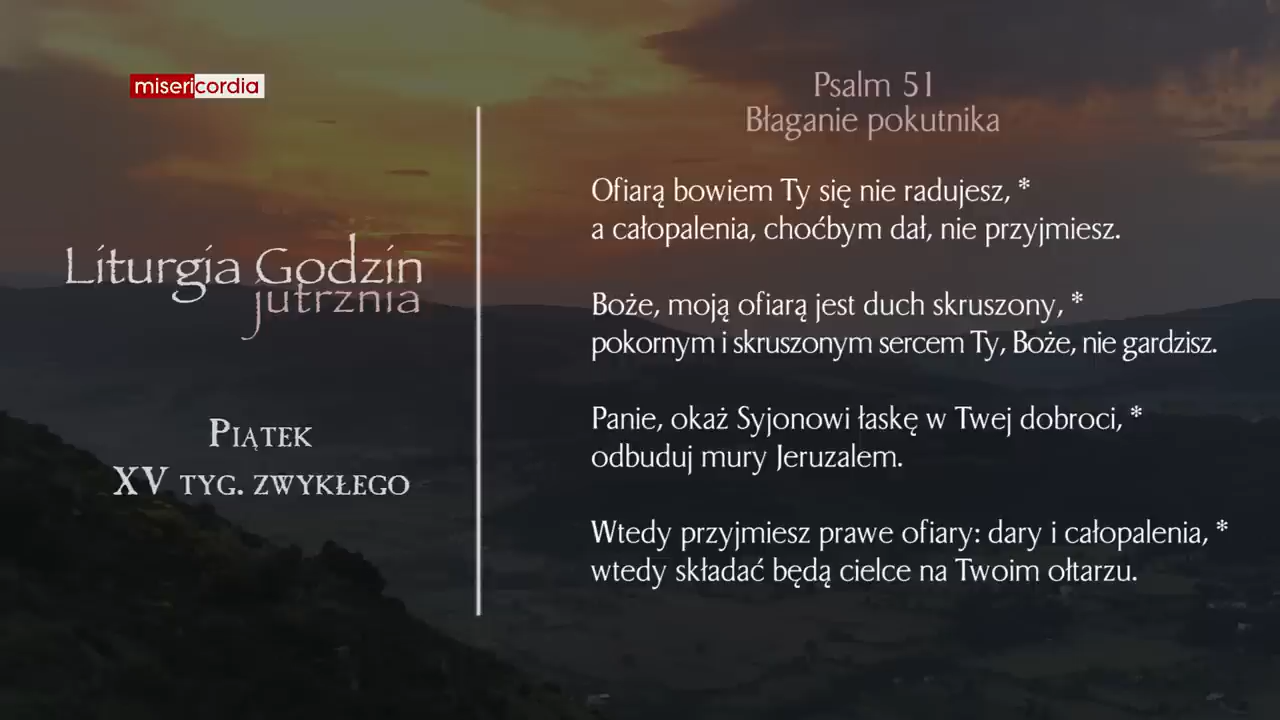 misericordia
Liturgia Godzin
jutrznia
Piątek
XV tyg. zwykłego
Psalm 51
Błaganie pokutnika
Ofiarą bowiem Ty się nie radujesz, *
a całopalenia, choćbym dał, nie przyjmiesz.
Boże, moją ofiarą jest duch skruszony, *
pokornym i skruszonym sercem Ty, Boże, nie gardzisz.
Panie, okaż Syjonowi łaskę w Twej dobroci, *
odbuduj mury Jeruzalem.
Wtedy przyjmiesz prawe ofiary: dary i całopalenia, *
wtedy składać będą cielce na Twoim ołtarzu.